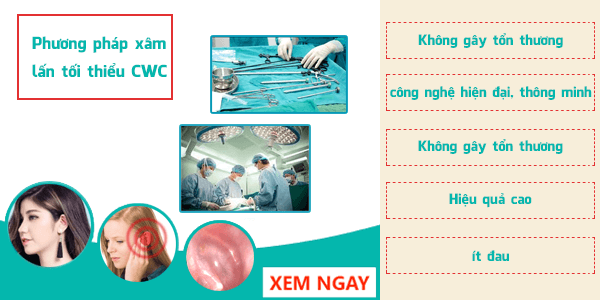 Phương pháp xâm
lấn tối thiểu CWC
Không gây tổn thương
công nghệ hiện đại, thông minh
Không gây tổn thương
Hiệu quả cao
ít đau
XEM NGAY